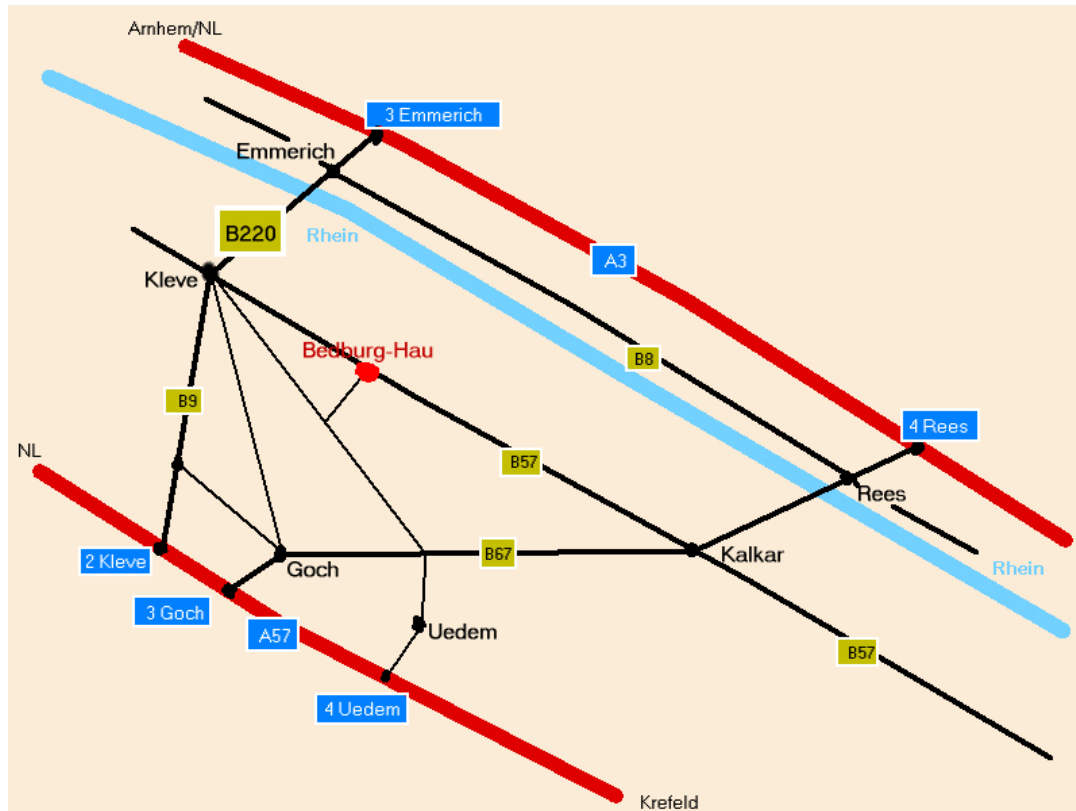 Arnhem/NL
3 Emmerich
Emmerich
B220
Rhein
A3
Kleve
Bedburg-Hau
B8
B9
4 Rees
NL
B57
Rees
2 Kleve
Goch
B67
Kalkar
Rhein
3 Goch
A57
Uedem
B57
4 Uedem
Krefeld